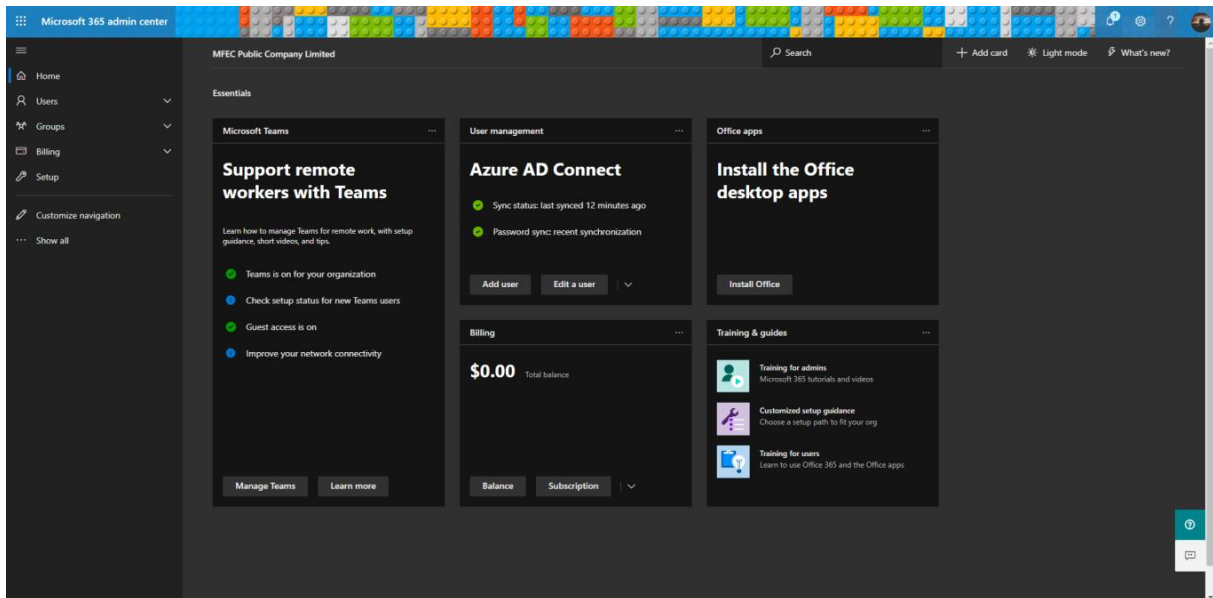 Microsoft 365 admin center
?
MFEC Public Company Limited
Search
Add card
Light mode
What's new?
Home
Users
Groups
Billing
Setup
Customize navigation
Show all
Essentials
Microsoft Teams
Support remote
workers with Teams
Learn how to manage Teams for remote work, with setup
guidance, short videos, and tips.
Teams is on for your organization
Check setup status for new Teams users
Guest access is on
Improve your network connectivity
Manage Teams
Learn more
User management
Azure AD Connect
Sync status: last synced 12 minutes ago
Password sync: recent synchronization
Add user
Edit a user
Office apps
Install the Office
desktop apps
Install Office
Billing
$0.00 Total balance
Balance
Subscription
Training & guides
Training for admins
Microsoft 365 tutorials and videos
Customized setup guidance
Choose a setup path to fit your org
Training for users
Learn to use Office 365 and the Office apps